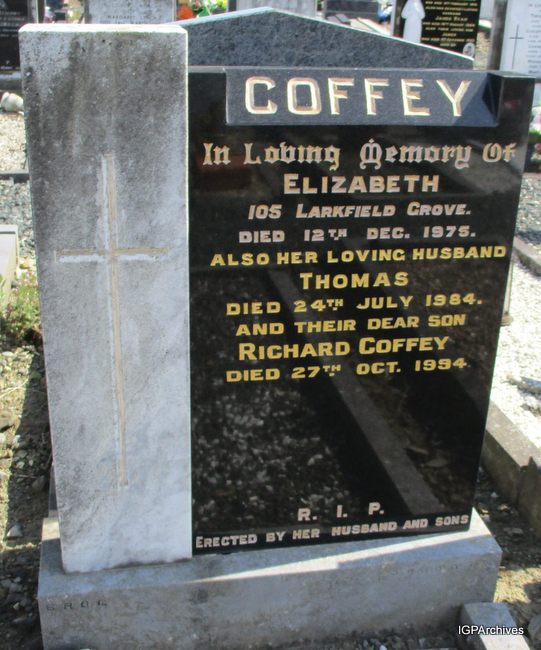 COFFEY
In Loving Memory Of
ELIZABETH
105 LARKFIELD GROVE.
DIED 12TH DEC. 1975.
ALSO HER LOVING HUSBAND
THOMAS
DIED 24TH JULY 1984.
AND THEIR DEAR SON
RICHARD COFFEY
DIED 27TH OCT. 1994
R. I. P.
ERECTED BY HER HUSBAND AND SONS
IGPArchives